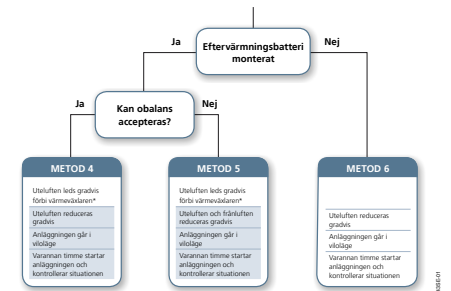 Ja
Eftervärmningsbatteri
monterat
Nej
Ja
Kan obalans
accepteras?
Nej
METOD 4
Uteluften leds gradvis
förbi värmeväxlaren*
Uteluften reduceras
gradvis
Anläggningen går i
viloläge
Varannan timme startar
anläggningen och
kontrollerar situationen
METOD 5
Uteluften leds gradvis
förbi värmeväxlaren*
Uteluften och frånluften
reduceras gradvis
Anläggningen går i
viloläge
Varannan timme startar
anläggningen och
kontrollerar situationen
METOD 6
Uteluften reduceras
gradvis
Anläggningen går i
viloläge
Varannan timme startar
anläggningen och
kontrollerar situationen